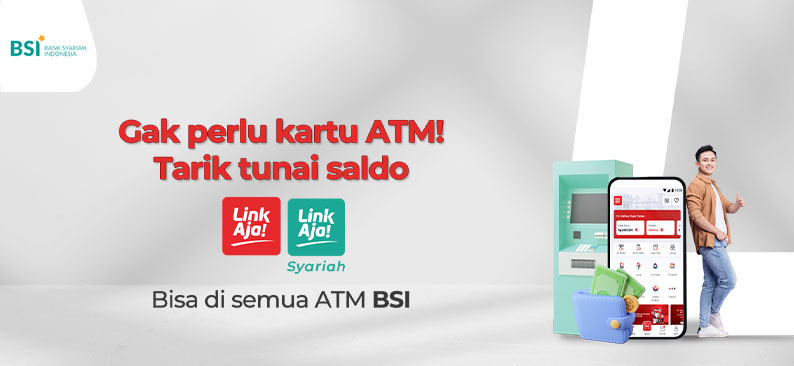 BSI BANK SYARIAH
INDONESIA
Gak perlu kartu ATM!
Tarik tunai saldo
Link
Aja!
Link
Aja!
Syariah
Bisa di semua ATM BSI